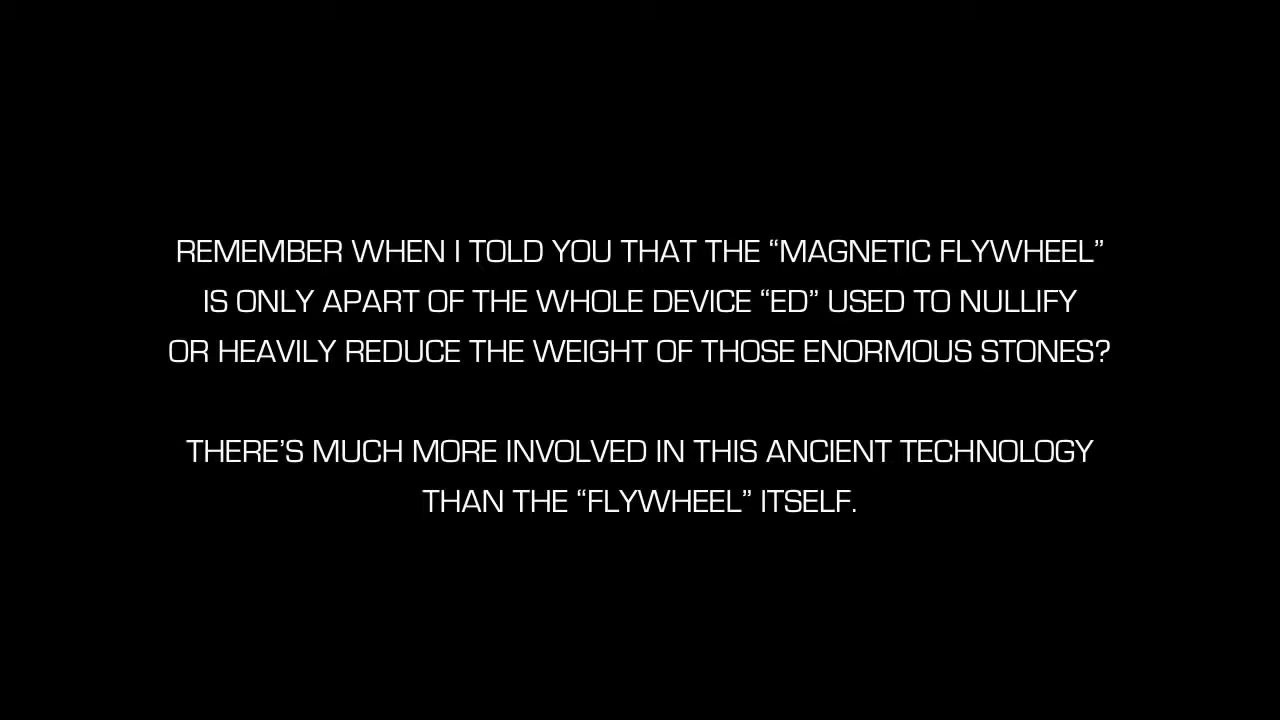 REMEMBER WHEN I TOLD YOU THAT THE “MAGNETIC FLYWHEEL”
IS ONLY APART OF THE WHOLE DEVICE “ED” USED TO NULLIFY
OR HEAVILY REDUCE THE WEIGHT OF THOSE ENORMOUS STONES?
THERE’S MUCH MORE INVOLVED IN THIS ANCIENT TECHNOLOGY
THAN THE “FLYWHEEL” ITSELF.